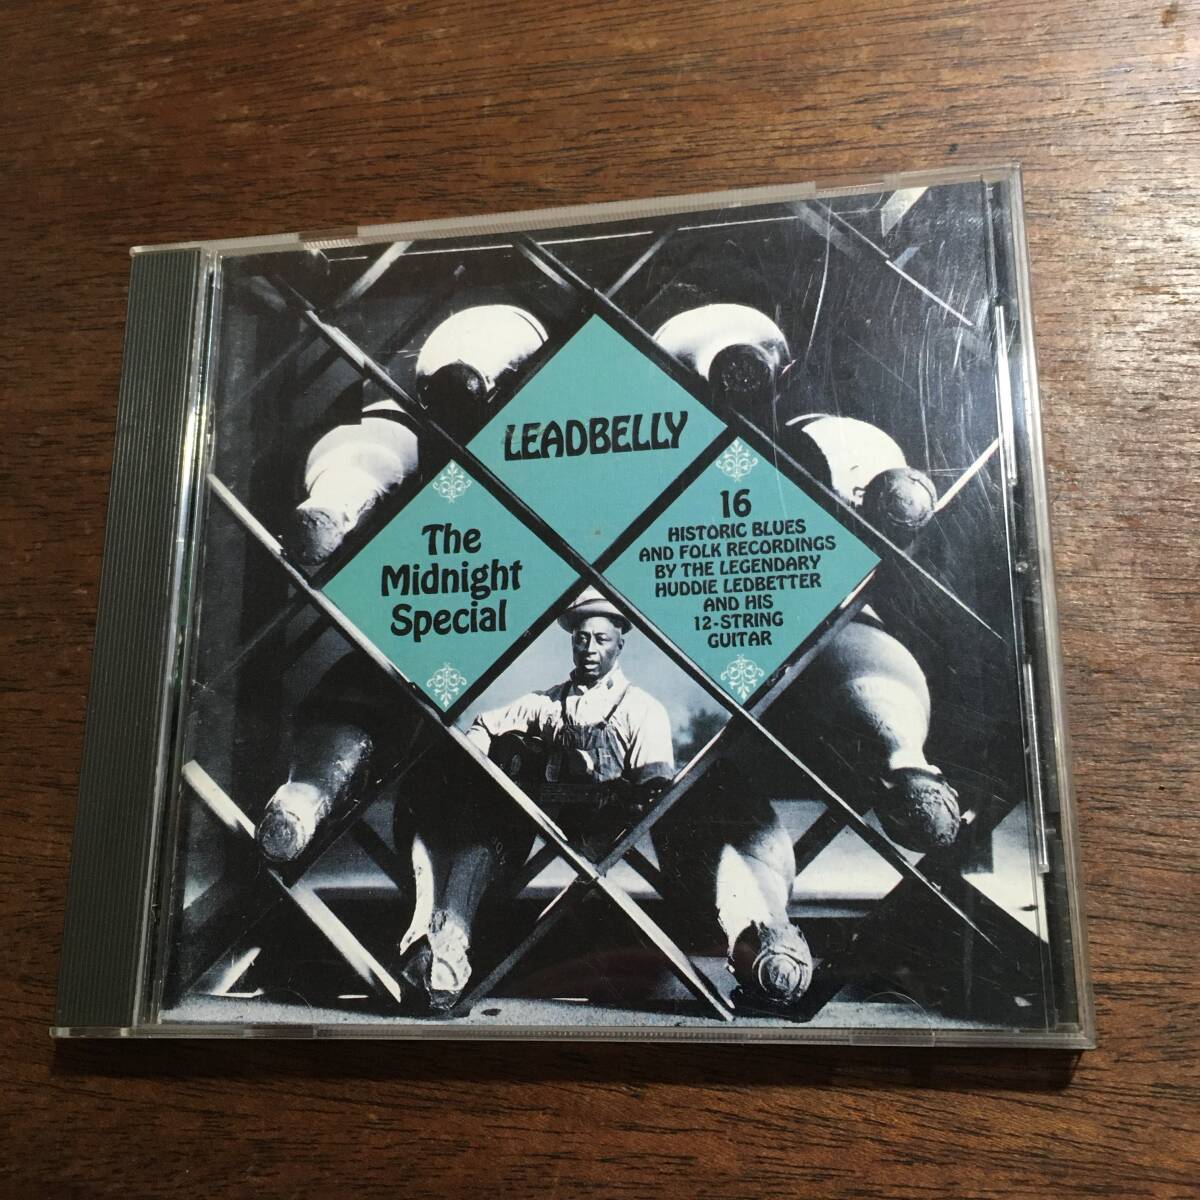 LEADBELLY
The
Midnight
Special
16
HISTORIC BLUES
AND FOLK RECORDINGS
BY THE LEGENDARY
HUDDIE LEDBETTER
AND HIS
12-STRING
GUITAR